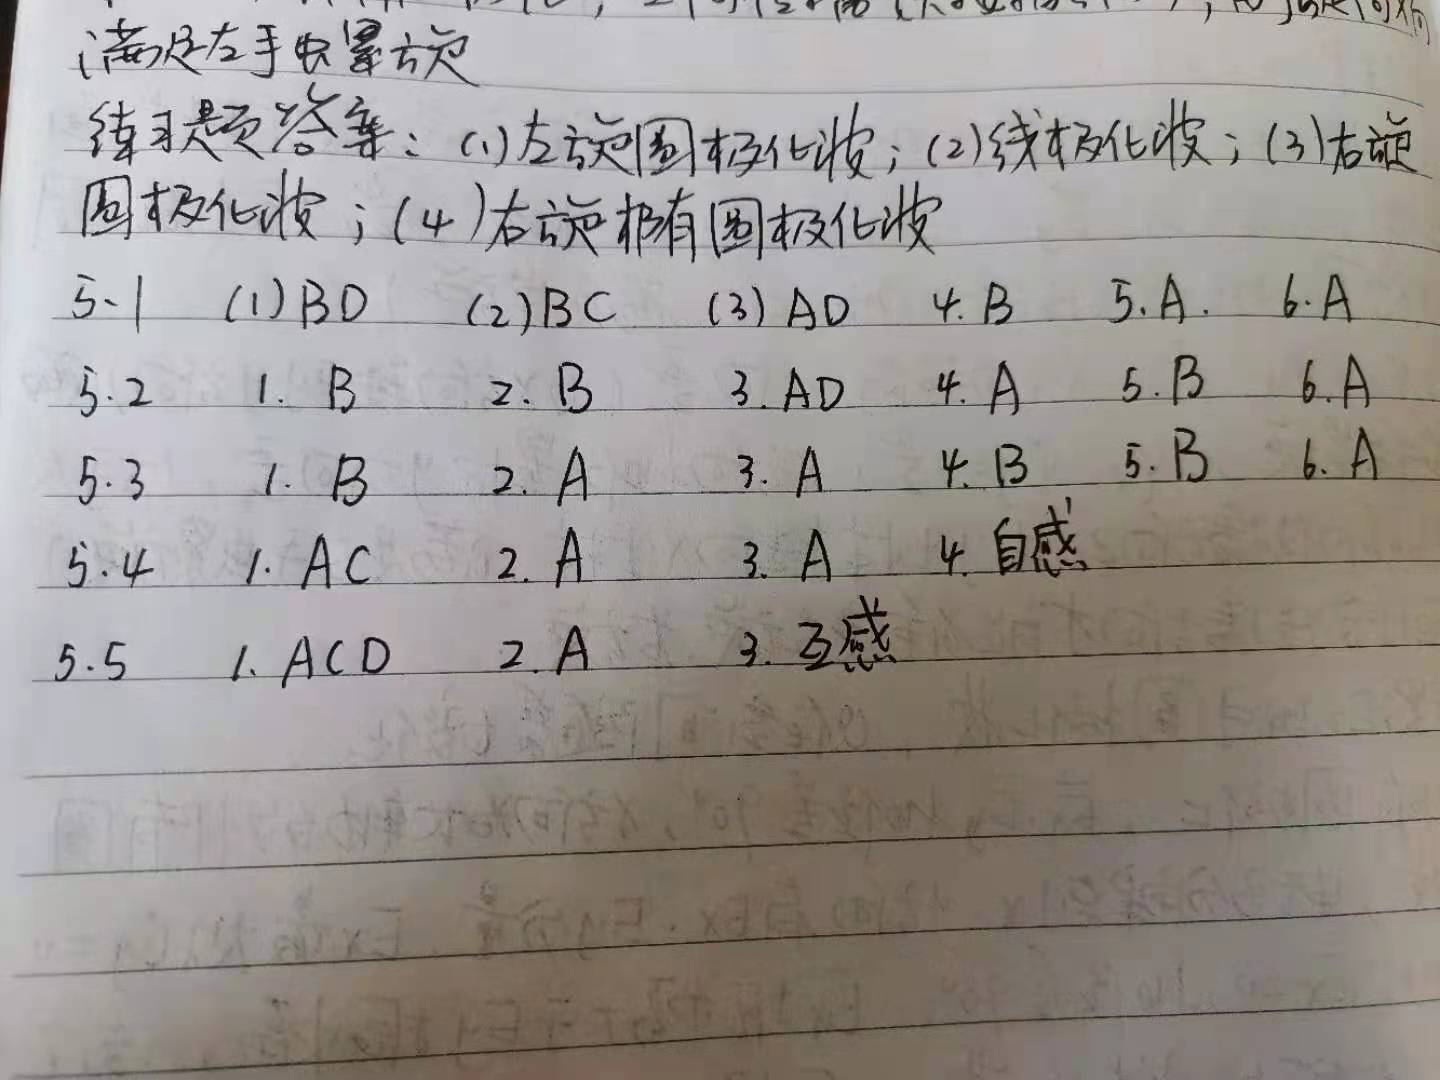 满足左手螺旋
练习题答案：(1)左旋圆极化波；(2)线极化波；(3)右旋
圆极化波；(4)右旋椭圆极化波
5-1 (1)BD (2)BC (3)AD 4.B 5.A. 6.A
5.2 1. B 2. B 3. AD 4. A 5. B 6. A
5.3 1. B 2. A 3. A 4. B 5. B 6. A
5.4 1. AC 2. A 3. A 4. 自感
5.5 1. ACD 2. A 3. 互感